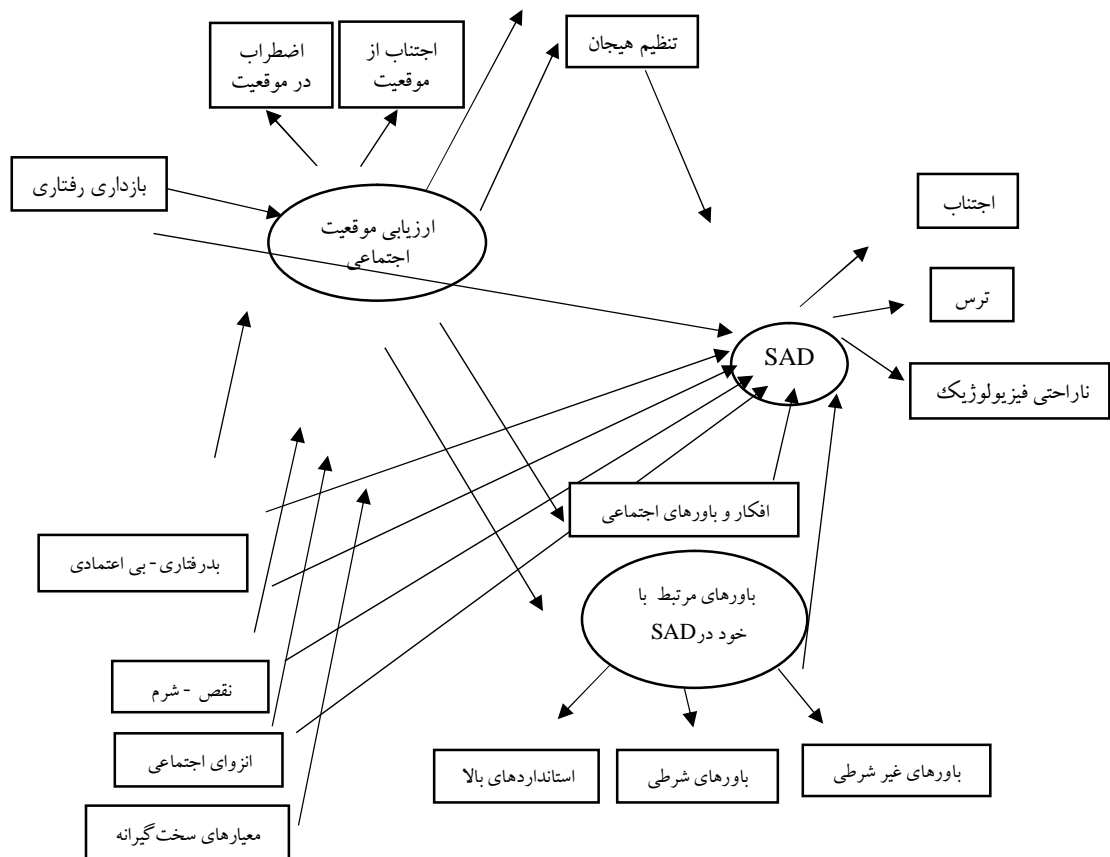 اضطراب
در موقعیت
اجتناب از
موقعیت
تنظیم هیجان
بازداری رفتاری
ارزیابی موقعیت
اجتماعی
اجتناب
ترس
SAD
ناراحتی فیزیولوژیک
افکار و باورهای اجتماعی
بدرفتاری - بی اعتمادی
باورهای مرتبط با
خود در SAD
نقص - شرم
انزوای اجتماعی
معیارهای سخت‌گیرانه
استانداردهای بالا
باورهای شرطی
باورهای غیر شرطی